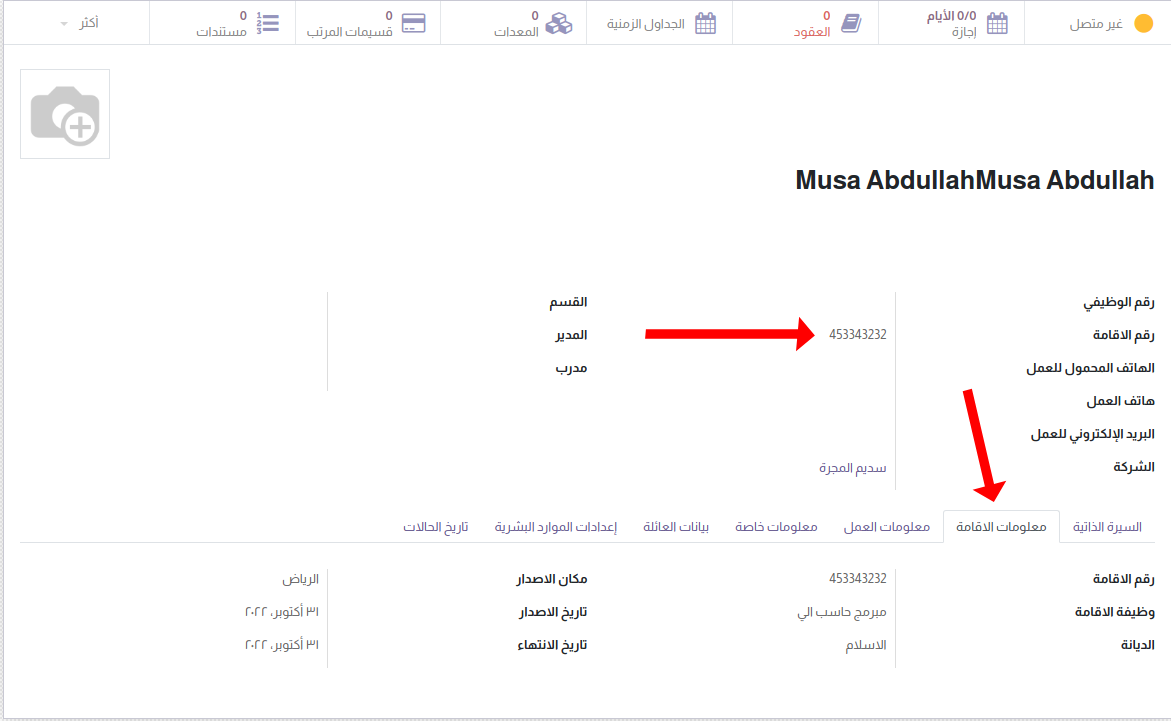 غير متصل
0/0 الأيام
إجازة
0
العقود
الجداول الزمنية
0
المعدات
0
قسيمات المرتب
0
مستندات
أكثر
Musa AbdullahMusa Abdullah
رقم الوظيفي
رقم الاقامة 453343232
الهاتف المحمول للعمل
هاتف العمل
البريد الإلكتروني للعمل
الشركة سديم المجرة
القسم
المدير
مدرب
السيرة الذاتية معلومات الاقامة معلومات العمل معلومات خاصة بيانات العائلة إعدادات الموارد البشرية تاريخ الحالات
رقم الاقامة 453343232
وظيفة الاقامة مبرمج حاسب الي
الديانة الاسلام
مكان الاصدار الرياض
تاريخ الاصدار ٣١ أكتوبر، ٢٠٢٢
تاريخ الانتهاء ٣١ أكتوبر، ٢٠٢٢